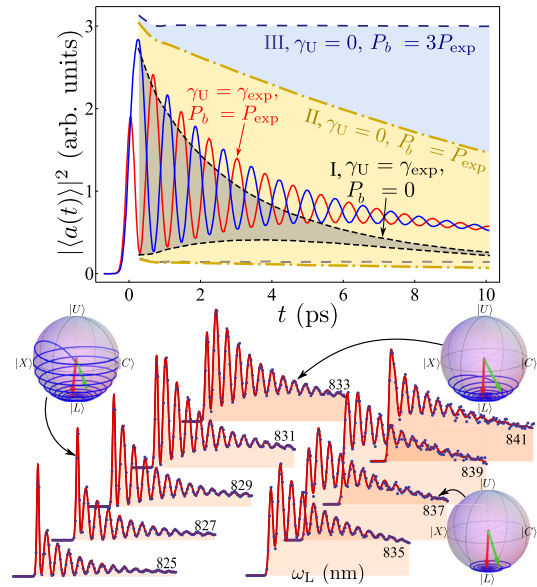 |⟨a(t)⟩|² (arb. units)
3
2
1
0
III, γ_U = 0, P_b = 3P_exp
γ_U = γ_exp,
P_b = P_exp
II, γ_U = 0, P_b = P_exp
I, γ_U = γ_exp,
P_b = 0
0 2 4 6 8 10
t (ps)
|U⟩
|X⟩ |C⟩
|L⟩
|U⟩
|X⟩ |C⟩
|L⟩
833
831
829
827
825
841
839
837
835
|U⟩
|X⟩ |C⟩
|L⟩
ω_L (nm)